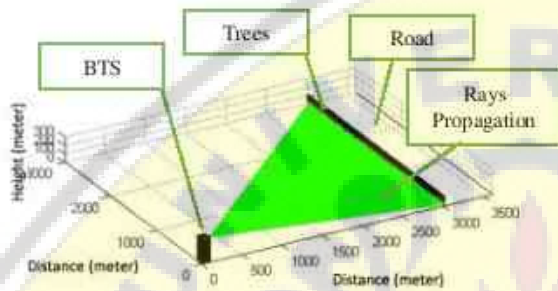 Trees
Road
BTS
Rays
Propagation
Height (meter)
2000
1000
0
0
500
1000
1500
2000
2500
3000
3500
Distance (meter)
Distance (meter)